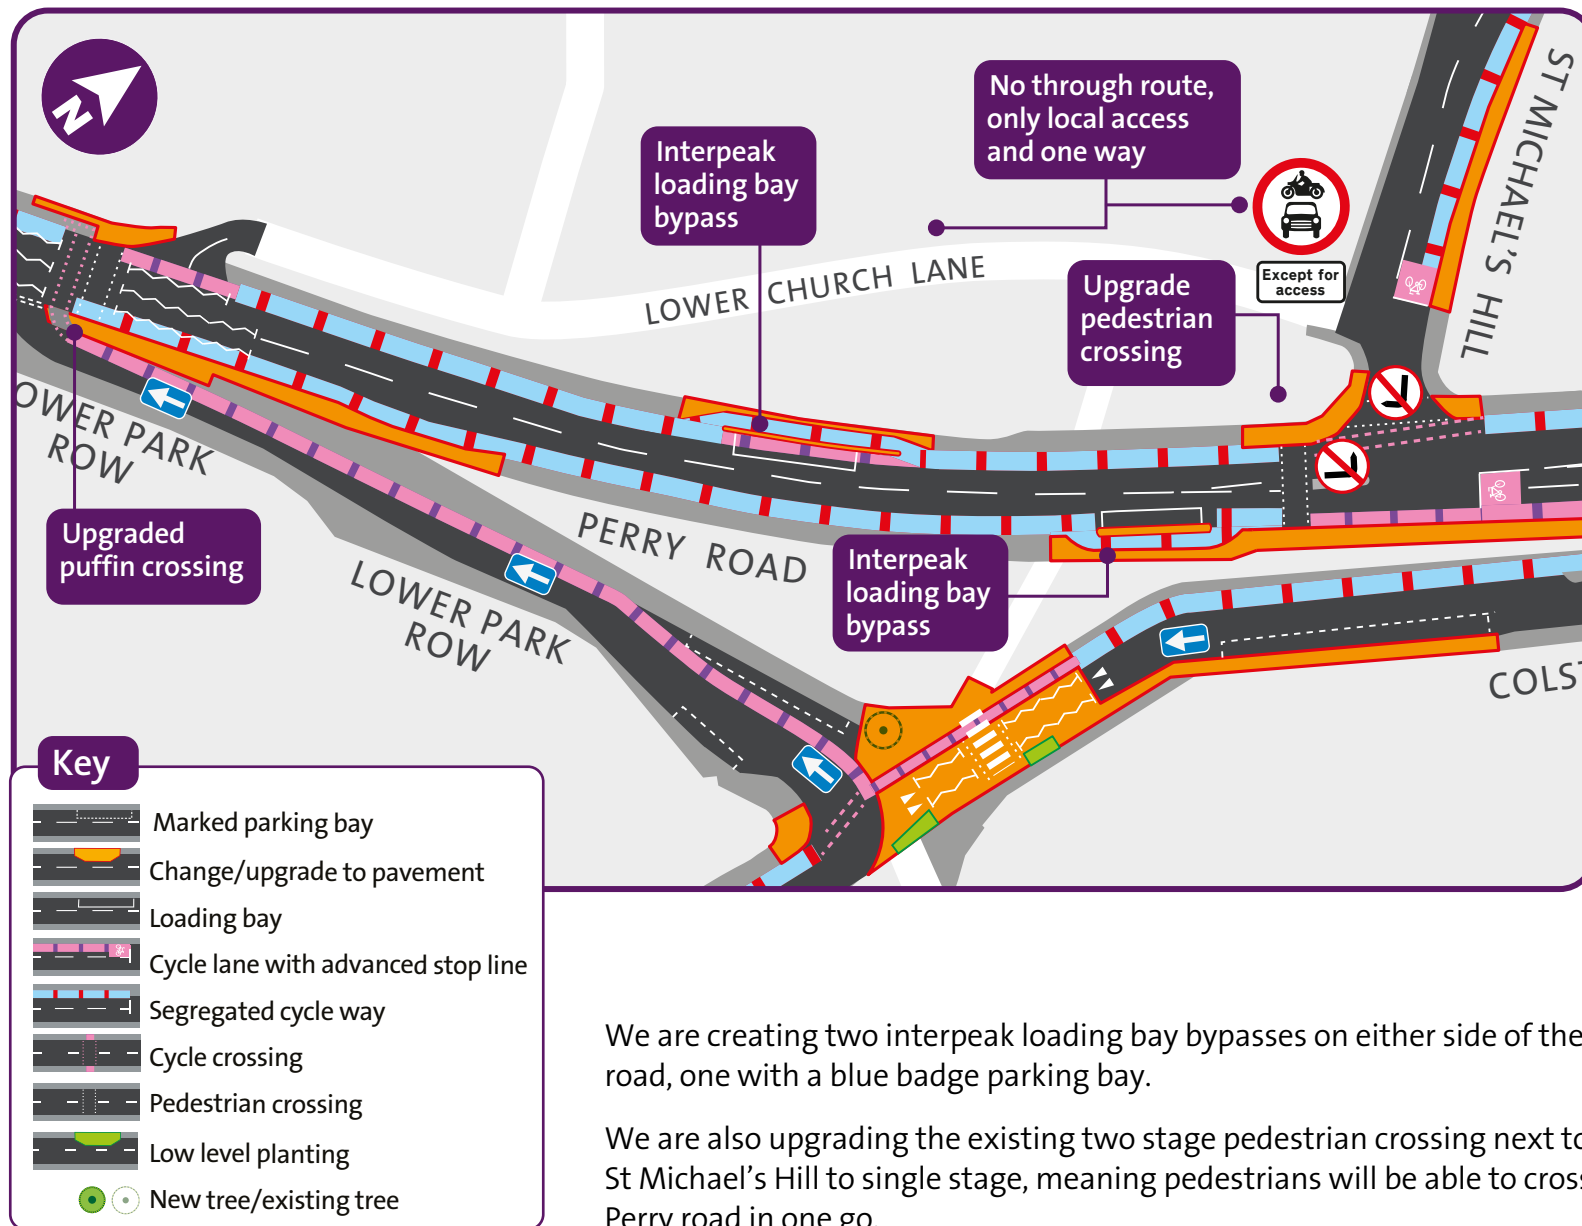 N
No through route,
only local access
and one way
Interpeak
loading bay
bypass
ST MICHAEL'S HILL
Except for
access
LOWER CHURCH LANE
Upgrade
pedestrian
crossing
OWER PARK
ROW
Upgraded
puffin crossing
PERRY ROAD
Interpeak
loading bay
bypass
LOWER PARK
ROW
COLST
Key
Marked parking bay
Change/upgrade to pavement
Loading bay
Cycle lane with advanced stop line
Segregated cycle way
Cycle crossing
Pedestrian crossing
Low level planting
New tree/existing tree
We are creating two interpeak loading bay bypasses on either side of the
road, one with a blue badge parking bay.
We are also upgrading the existing two stage pedestrian crossing next to
St Michael's Hill to single stage, meaning pedestrians will be able to cross
Perry road in one go.